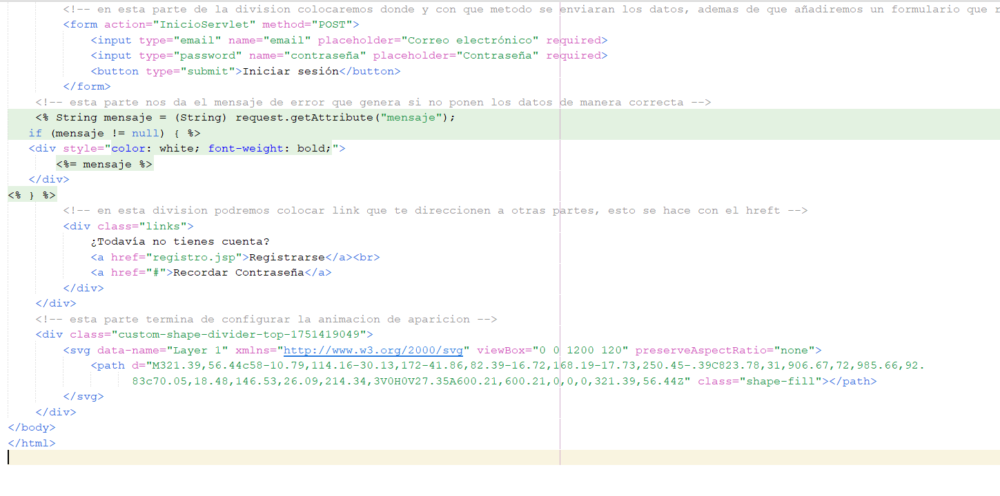 <!-- en esta parte de la division colocaremos donde y con que metodo se enviaran los datos, ademas de que añadiremos un formulario que
<form action="InicioServlet" method="POST">
<input type="email" name="email" placeholder="Correo electrónico" required>
<input type="password" name="contraseña" placeholder="Contraseña" required>
<button type="submit">Iniciar sesión</button>
</form>
<!-- esta parte nos da el mensaje de error que genera si no ponen los datos de manera correcta -->
<% String mensaje = (String) request.getAttribute("mensaje");
if (mensaje != null) { %>
<div style="color: white; font-weight: bold;">
<%= mensaje %>
</div>
<% } %>
<!-- en esta division podremos colocar link que te direccionen a otras partes, esto se hace con el hreft -->
<div class="links">
¿Todavía no tienes cuenta?
<a href="registro.jsp">Registrarse</a><br>
<a href="#">Recordar Contraseña</a>
</div>
</div>
<!-- esta parte termina de configurar la animacion de aparicion -->
<div class="custom-shape-divider-top-1751419049">
<svg data-name="Layer 1" xmlns="http://www.w3.org/2000/svg" viewBox="0 0 1200 120" preserveAspectRatio="none">
<path d="M321.39,56.44c58-10.79,114.16-30.13,172-41.86,82.39-16.72,168.19-17.73,250.45-.39C823.78,31,906.67,72,985.66,92.
83c70.05,18.48,146.53,26.09,214.34,3V0H0V27.35A600.21,600.21,0,0,0,321.39,56.44Z" class="shape-fill"></path>
</svg>
</div>
</body>
</html>